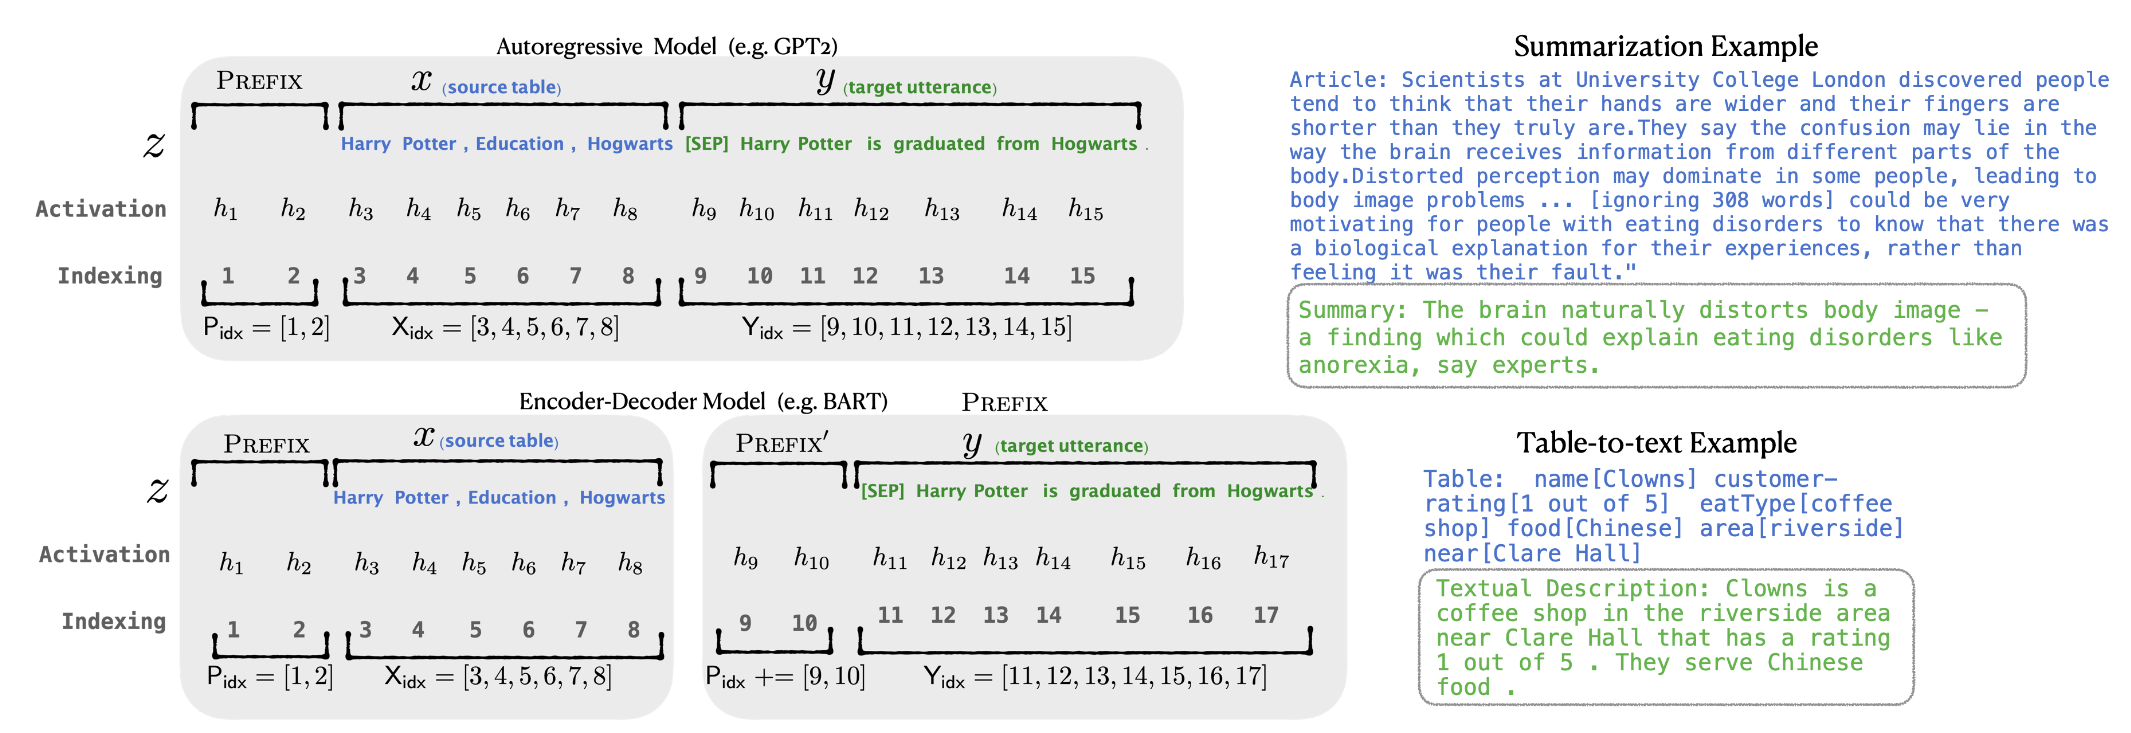 Autoregressive Model (e.g. GPT2)
PREFIX x (source table) y (target utterance)
z Harry Potter , Education , Hogwarts [SEP] Harry Potter is graduated from Hogwarts .
Activation h1 h2 h3 h4 h5 h6 h7 h8 h9 h10 h11 h12 h13 h14 h15
Indexing 1 2 3 4 5 6 7 8 9 10 11 12 13 14 15
Pidx = [1, 2] Xidx = [3, 4, 5, 6, 7, 8] Yidx = [9, 10, 11, 12, 13, 14, 15]
Encoder-Decoder Model (e.g. BART) PREFIX
PREFIX x (source table) PREFIX′ y (target utterance)
z Harry Potter , Education , Hogwarts [SEP] Harry Potter is graduated from Hogwarts .
Activation h1 h2 h3 h4 h5 h6 h7 h8 h9 h10 h11 h12 h13 h14 h15 h16 h17
Indexing 1 2 3 4 5 6 7 8 9 10 11 12 13 14 15 16 17
Pidx = [1, 2] Xidx = [3, 4, 5, 6, 7, 8] Pidx += [9, 10] Yidx = [11, 12, 13, 14, 15, 16, 17]
Summarization Example
Article: Scientists at University College London discovered people
tend to think that their hands are wider and their fingers are
shorter than they truly are.They say the confusion may lie in the
way the brain receives information from different parts of the
body.Distorted perception may dominate in some people, leading to
body image problems ... [ignoring 308 words] could be very
motivating for people with eating disorders to know that there was
a biological explanation for their experiences, rather than
feeling it was their fault."
Summary: The brain naturally distorts body image –
a finding which could explain eating disorders like
anorexia, say experts.
Table-to-text Example
Table: name[Clowns] customer-
rating[1 out of 5] eatType[coffee
shop] food[Chinese] area[riverside]
near[Clare Hall]
Textual Description: Clowns is a
coffee shop in the riverside area
near Clare Hall that has a rating
1 out of 5 . They serve Chinese
food .